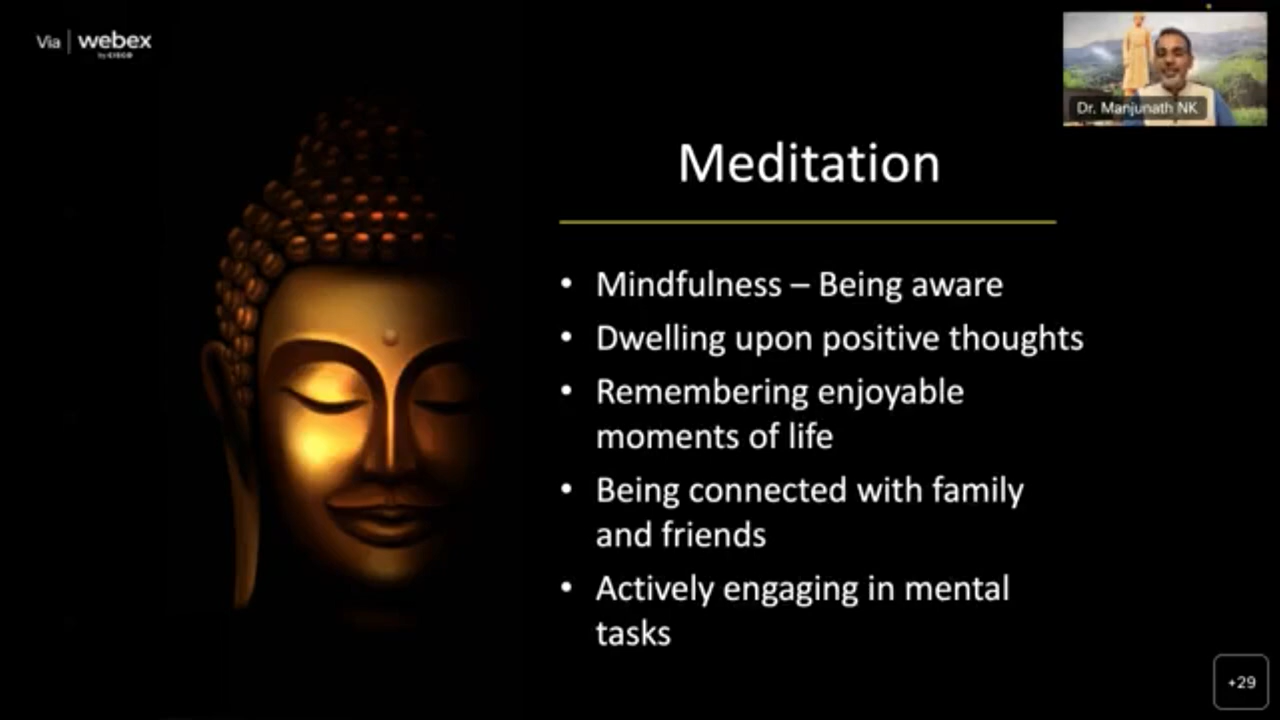 Via | webex
by CISCO
Dr. Manjunath NK
Meditation
• Mindfulness – Being aware
• Dwelling upon positive thoughts
• Remembering enjoyable
moments of life
• Being connected with family
and friends
• Actively engaging in mental
tasks
+29